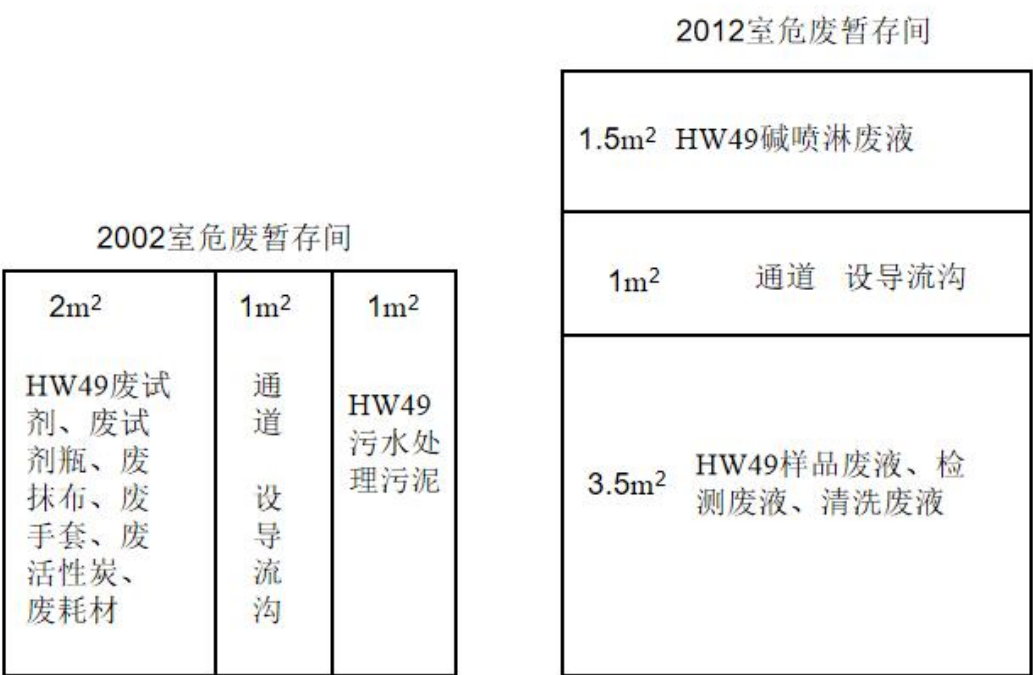 2012室危废暂存间
1.5m² HW49碱喷淋废液
1m² 通道 设导流沟
3.5m² HW49样品废液、检
测废液、清洗废液
2002室危废暂存间
2m²
HW49废试
剂、废试
剂瓶、废
抹布、废
手套、废
活性炭、
废耗材
1m²
通
道
设
导
流
沟
1m²
HW49
污水处
理污泥